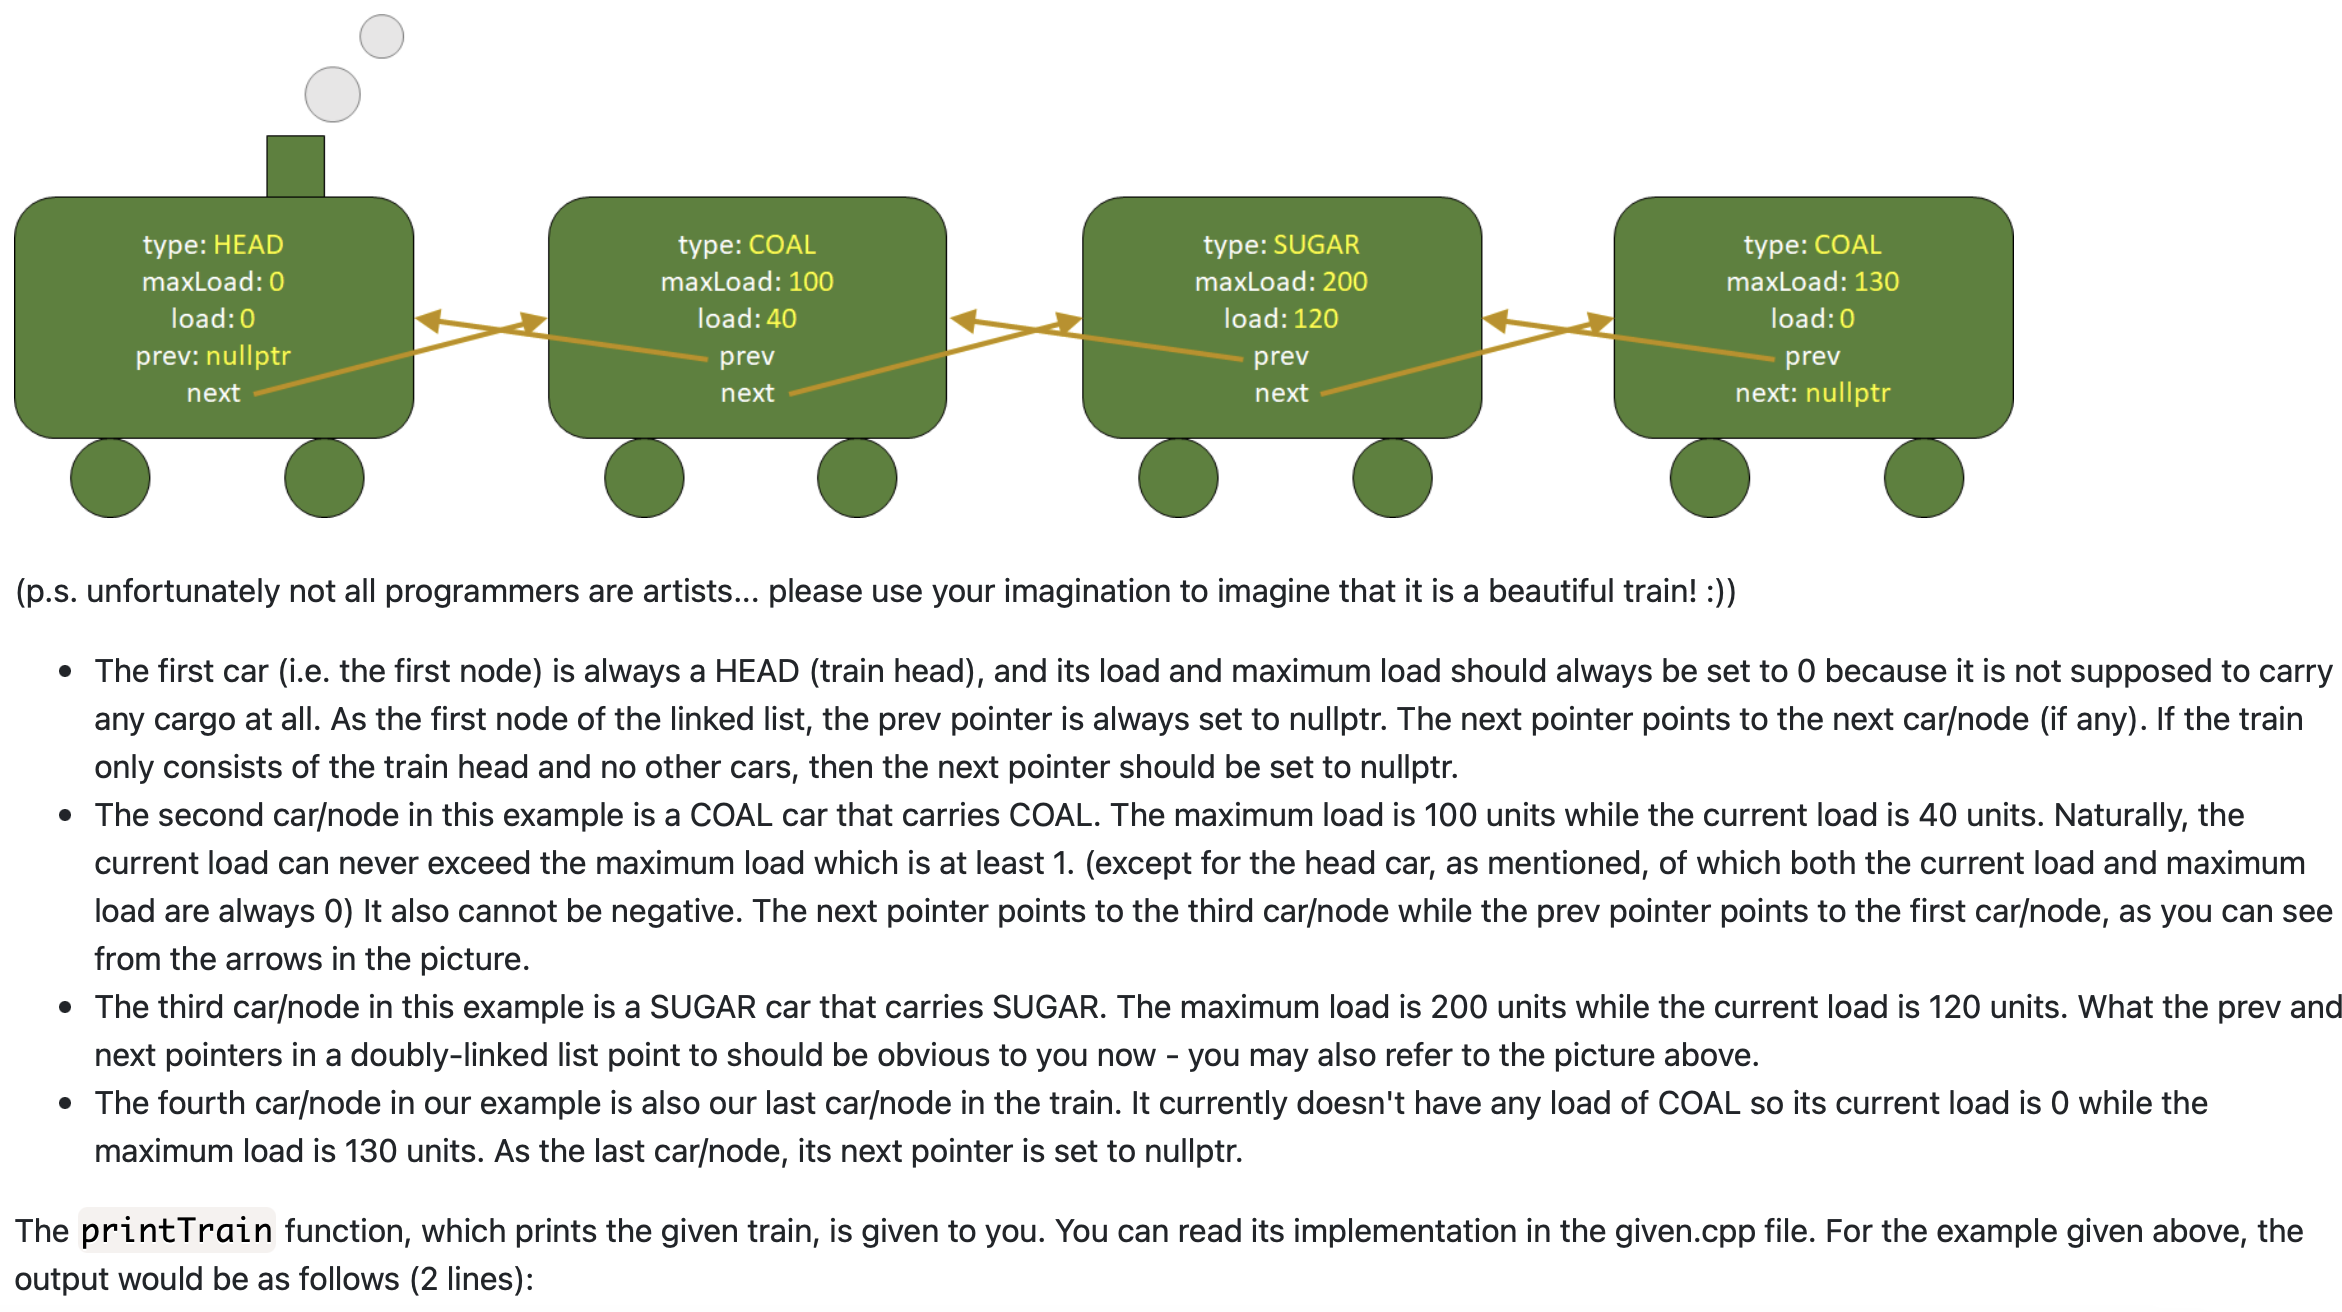 type: HEAD
maxLoad: 0
load: 0
prev: nullptr
next
type: COAL
maxLoad: 100
load: 40
prev
next
type: SUGAR
maxLoad: 200
load: 120
prev
next
type: COAL
maxLoad: 130
load: 0
prev
next: nullptr
(p.s. unfortunately not all programmers are artists... please use your imagination to imagine that it is a beautiful train! :))
• The first car (i.e. the first node) is always a HEAD (train head), and its load and maximum load should always be set to 0 because it is not supposed to carry
any cargo at all. As the first node of the linked list, the prev pointer is always set to nullptr. The next pointer points to the next car/node (if any). If the train
only consists of the train head and no other cars, then the next pointer should be set to nullptr.
• The second car/node in this example is a COAL car that carries COAL. The maximum load is 100 units while the current load is 40 units. Naturally, the
current load can never exceed the maximum load which is at least 1. (except for the head car, as mentioned, of which both the current load and maximum
load are always 0) It also cannot be negative. The next pointer points to the third car/node while the prev pointer points to the first car/node, as you can see
from the arrows in the picture.
• The third car/node in this example is a SUGAR car that carries SUGAR. The maximum load is 200 units while the current load is 120 units. What the prev and
next pointers in a doubly-linked list point to should be obvious to you now - you may also refer to the picture above.
• The fourth car/node in our example is also our last car/node in the train. It currently doesn't have any load of COAL so its current load is 0 while the
maximum load is 130 units. As the last car/node, its next pointer is set to nullptr.
The printTrain function, which prints the given train, is given to you. You can read its implementation in the given.cpp file. For the example given above, the
output would be as follows (2 lines):